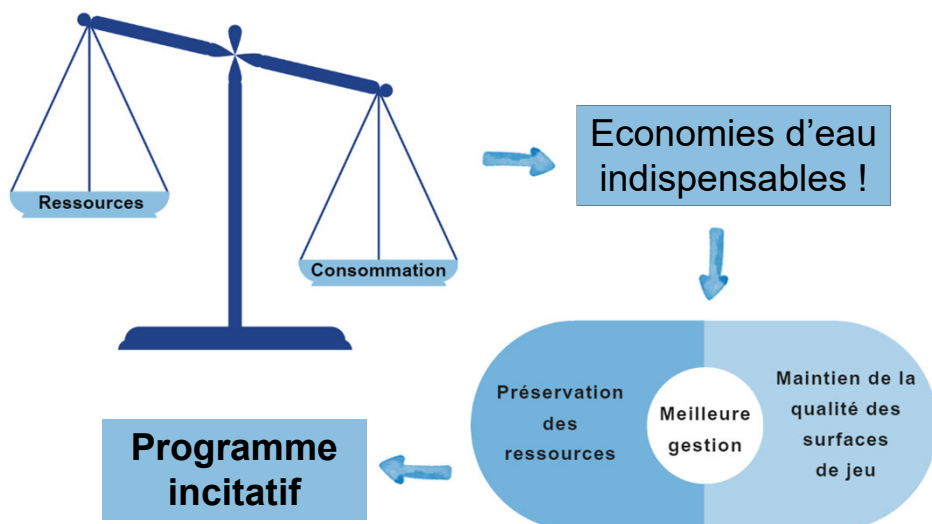 Ressources
Consommation
Economies d’eau
indispensables !
Préservation
des
ressources
Meilleure
gestion
Maintien de la
qualité des
surfaces
de jeu
Programme
incitatif